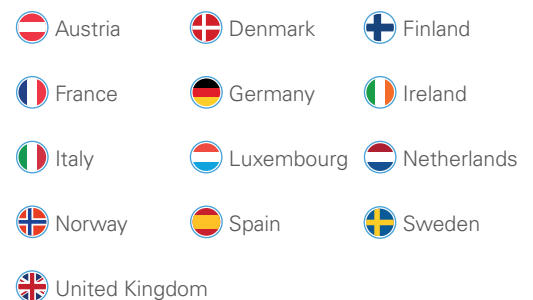 Austria Denmark Finland
France Germany Ireland
Italy Luxembourg Netherlands
Norway Spain Sweden
United Kingdom